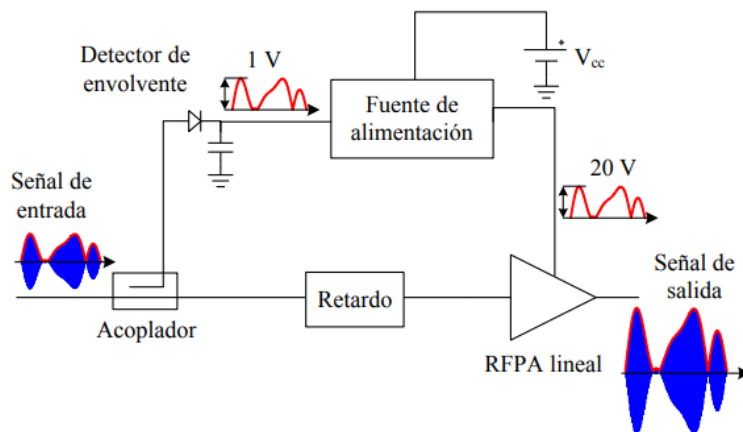 Detector de
envolvente
1 V
Fuente de
alimentación
+
Vcc
Señal de
entrada
20 V
Acoplador
Retardo
RFPA lineal
Señal de
salida